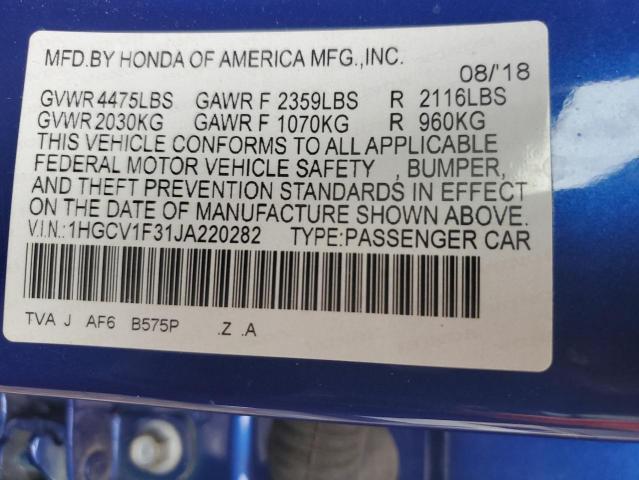 MFD.BY HONDA OF AMERICA MFG.,INC.
08/'18
GVWR 4475LBS GAWR F 2359LBS R 2116LBS
GVWR 2030KG GAWR F 1070KG R 960KG
THIS VEHICLE CONFORMS TO ALL APPLICABLE
FEDERAL MOTOR VEHICLE SAFETY , BUMPER,
AND THEFT PREVENTION STANDARDS IN EFFECT
ON THE DATE OF MANUFACTURE SHOWN ABOVE.
V.I.N.:1HGCV1F31JA220282 TYPE:PASSENGER CAR
TVA J AF6 B575P .Z .A